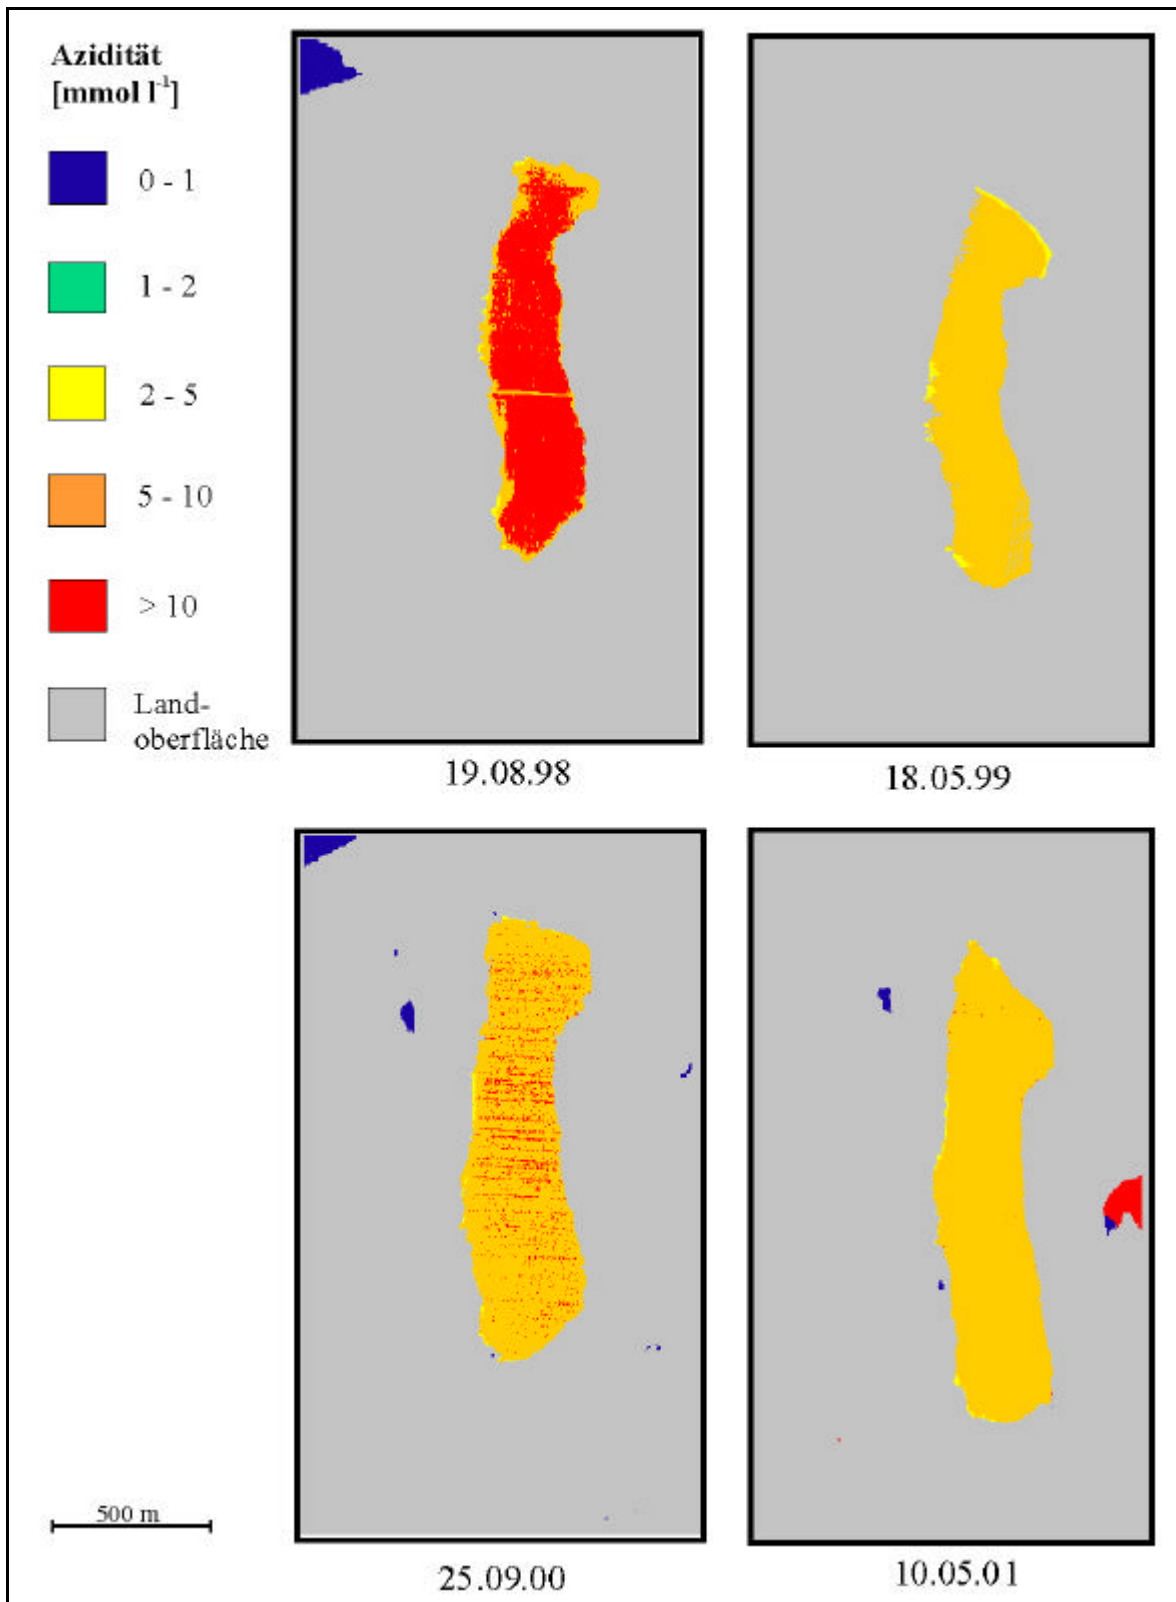 Azidität
[mmol l⁻¹]
0 - 1
1 - 2
2 - 5
5 - 10
> 10
Land-
oberfläche
19.08.98
18.05.99
500 m
25.09.00
10.05.01